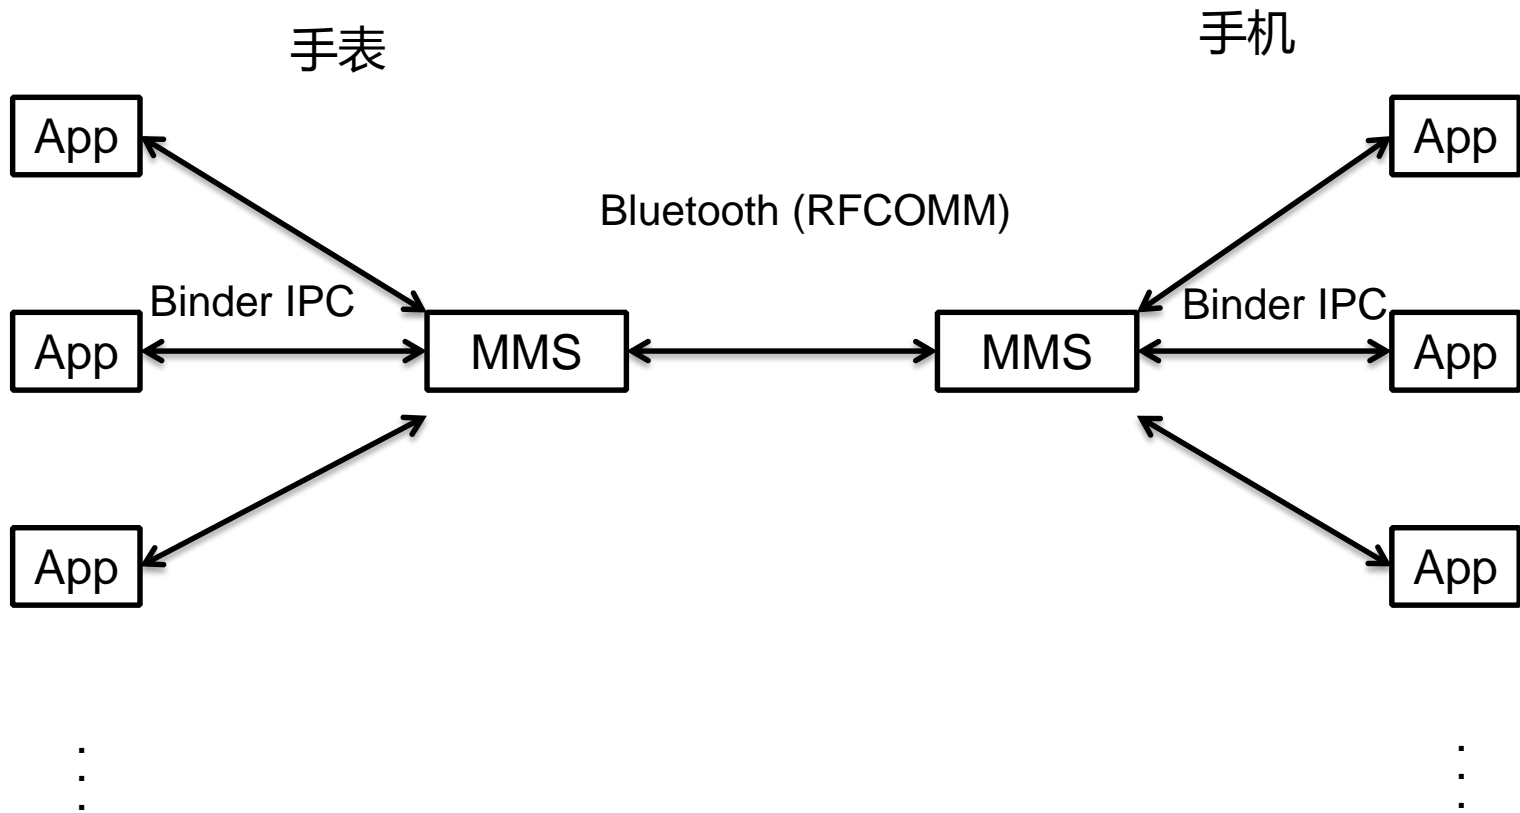 手表
手机
App
App
Bluetooth (RFCOMM)
Binder IPC
Binder IPC
App
MMS
MMS
App
App
App